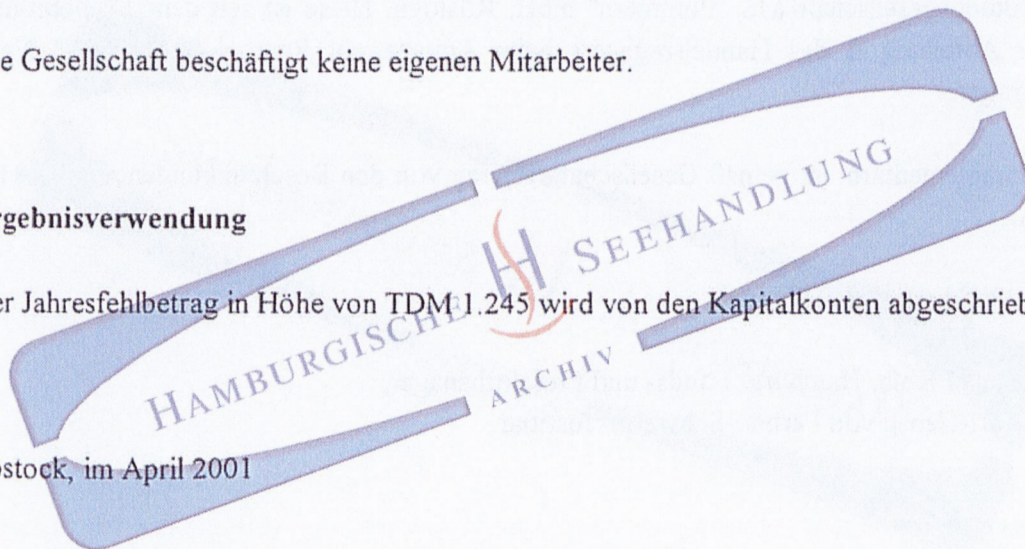 e Gesellschaft beschäftigt keine eigenen Mitarbeiter.
rgebnisverwendung
er Jahresfehlbetrag in Höhe von TDM 1.245 wird von den Kapitalkonten abgeschrieb
ostock, im April 2001
HAMBURGISCHE SEEHANDLUNG
ARCHIV